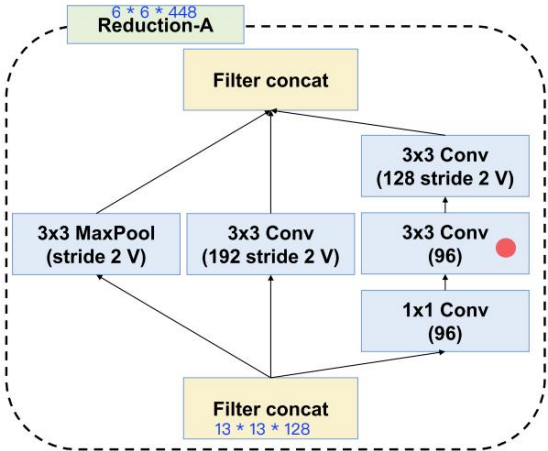 6 * 6 * 448
Reduction-A
Filter concat
3x3 Conv
(128 stride 2 V)
3x3 MaxPool
(stride 2 V)
3x3 Conv
(192 stride 2 V)
3x3 Conv
(96)
1x1 Conv
(96)
Filter concat
13 * 13 * 128